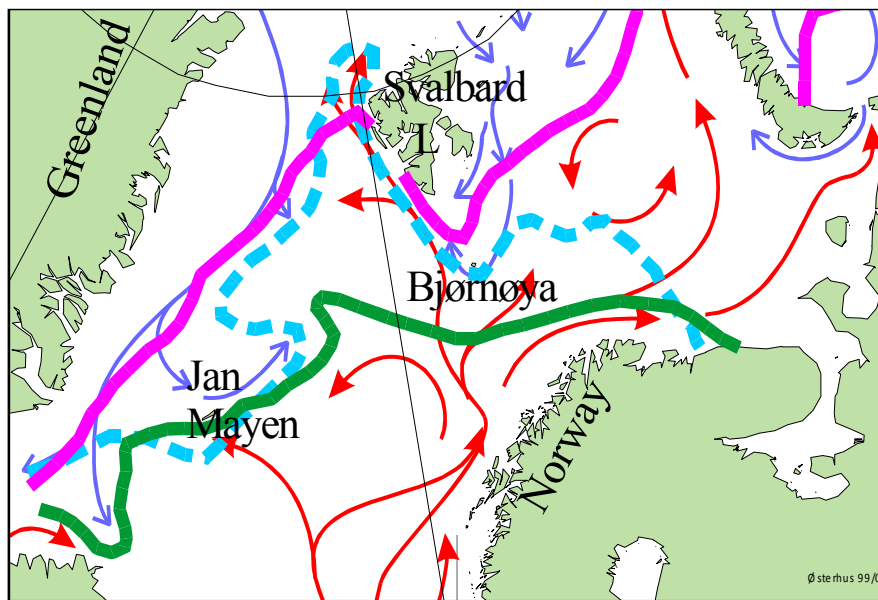 Greenland
Svalbard
L
Bjørnøya
Jan
Mayen
Norway
Østerhus 99/0